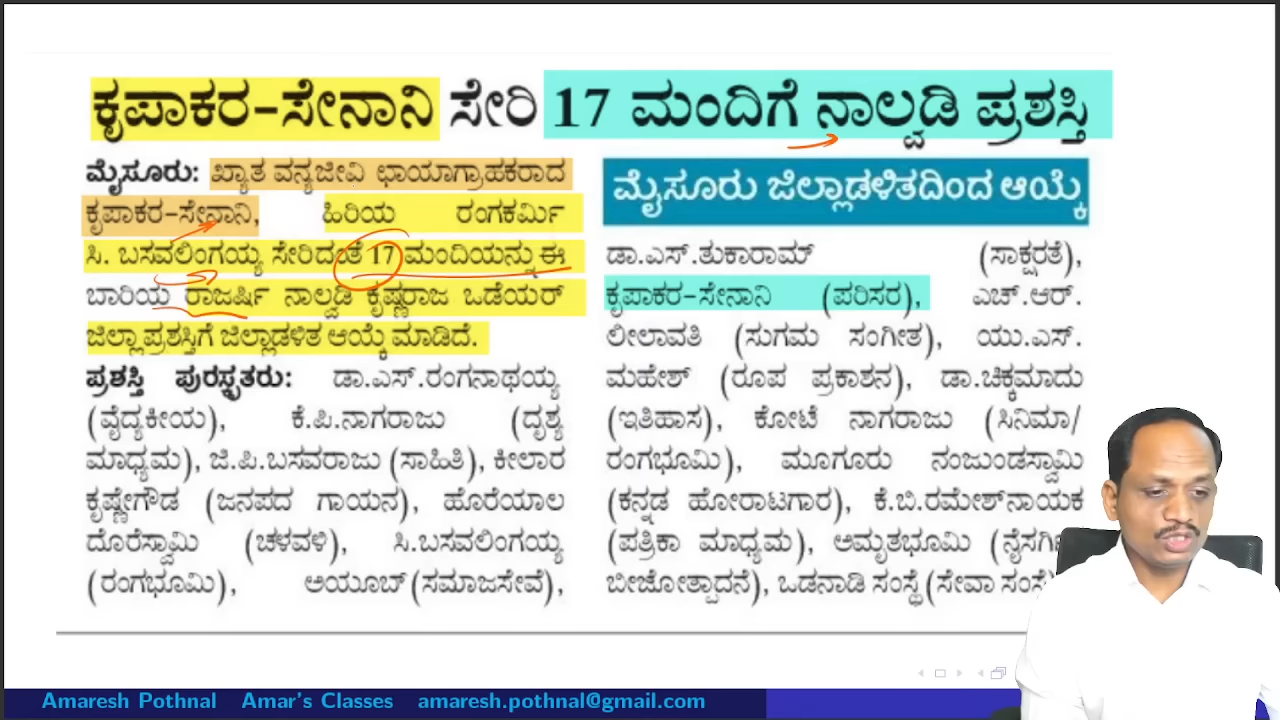 ಕೃಪಾಕರ-ಸೇನಾನಿ ಸೇರಿ 17 ಮಂದಿಗೆ ನಾಲ್ವಡಿ ಪ್ರಶಸ್ತಿ
ಮೈಸೂರು: ಖ್ಯಾತ ವನ್ಯಜೀವಿ ಛಾಯಾಗ್ರಾಹಕರಾದ
ಕೃಪಾಕರ-ಸೇನಾನಿ, ಹಿರಿಯ ರಂಗಕರ್ಮಿ
ಸಿ. ಬಸವಲಿಂಗಯ್ಯ ಸೇರಿದಂತೆ 17 ಮಂದಿಯನ್ನು ಈ
ಬಾರಿಯ ರಾಜರ್ಷಿ ನಾಲ್ವಡಿ ಕೃಷ್ಣರಾಜ ಒಡೆಯರ್
ಜಿಲ್ಲಾ ಪ್ರಶಸ್ತಿಗೆ ಜಿಲ್ಲಾಡಳಿತ ಆಯ್ಕೆ ಮಾಡಿದೆ.
ಪ್ರಶಸ್ತಿ ಪುರಸ್ಕೃತರು: ಡಾ.ಎಸ್.ರಂಗನಾಥಯ್ಯ
(ವೈದ್ಯಕೀಯ), ಕೆ.ಪಿ.ನಾಗರಾಜು (ದೃಶ್ಯ
ಮಾಧ್ಯಮ), ಜಿ.ಪಿ.ಬಸವರಾಜು (ಸಾಹಿತಿ), ಕೀಲಾರ
ಕೃಷ್ಣೇಗೌಡ (ಜನಪದ ಗಾಯನ), ಹೊರೆಯಾಲ
ದೊರೆಸ್ವಾಮಿ (ಚಳವಳಿ), ಸಿ.ಬಸವಲಿಂಗಯ್ಯ
(ರಂಗಭೂಮಿ), ಅಯೂಬ್(ಸಮಾಜಸೇವೆ),
ಮೈಸೂರು ಜಿಲ್ಲಾಡಳಿತದಿಂದ ಆಯ್ಕೆ
ಡಾ.ಎಸ್.ತುಕಾರಾಮ್ (ಸಾಕ್ಷರತೆ),
ಕೃಪಾಕರ-ಸೇನಾನಿ (ಪರಿಸರ), ಎಚ್.ಆರ್.
ಲೀಲಾವತಿ (ಸುಗಮ ಸಂಗೀತ), ಯು.ಎಸ್.
ಮಹೇಶ್ (ರೂಪ ಪ್ರಕಾಶನ), ಡಾ.ಚಿಕ್ಕಮಾದು
(ಇತಿಹಾಸ), ಕೋಟೆ ನಾಗರಾಜು (ಸಿನಿಮಾ/
ರಂಗಭೂಮಿ), ಮೂಗೂರು ನಂಜುಂಡಸ್ವಾಮಿ
(ಕನ್ನಡ ಹೋರಾಟಗಾರ), ಕೆ.ಬಿ.ರಮೇಶ್‌ನಾಯಕ
(ಪತ್ರಿಕಾ ಮಾಧ್ಯಮ), ಅಮೃತಭೂಮಿ
ಬೀಜೋತ್ಪಾದನೆ), ಒಡನಾಡಿ ಸಂಸ್ಥೆ (ಸೇವಾ
Amaresh Pothnal Amar's Classes amaresh.pothnal@gmail.com